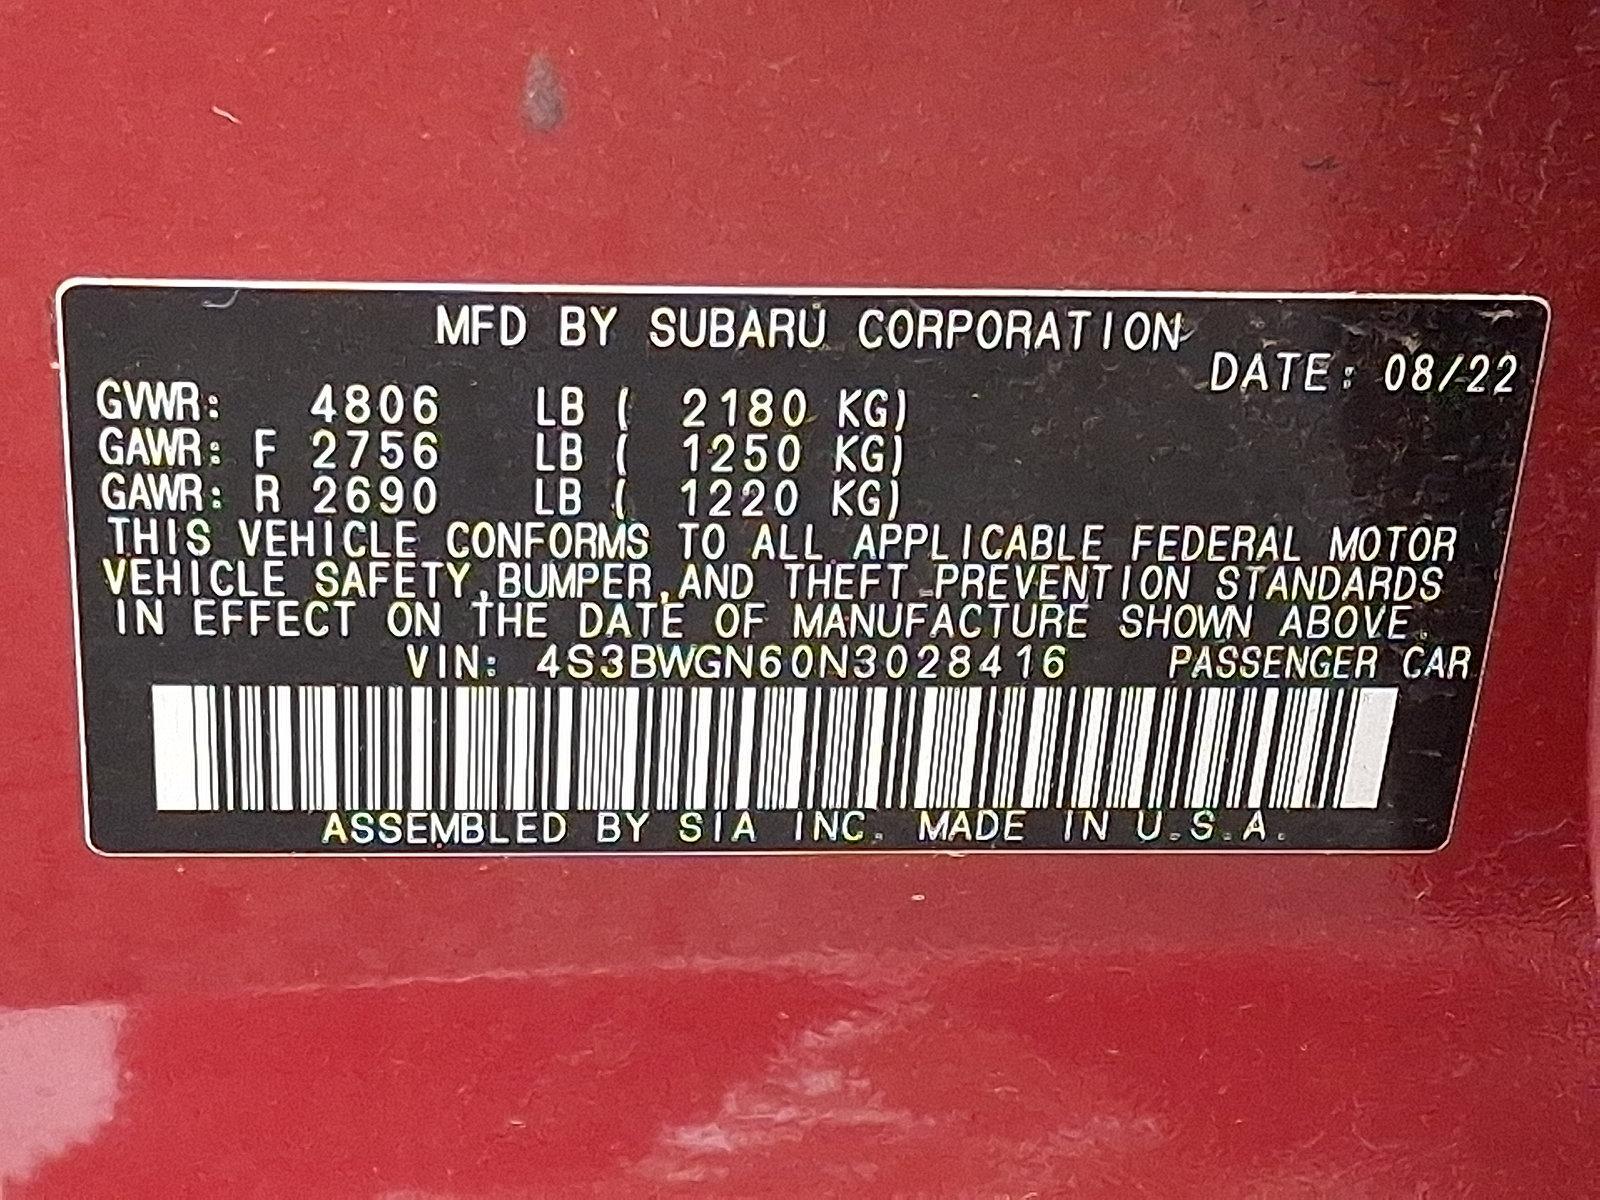 MFD BY SUBARU CORPORATION
DATE: 08/22
GVWR: 4806 LB ( 2180 KG)
GAWR: F 2756 LB ( 1250 KG)
GAWR: R 2690 LB ( 1220 KG)
THIS VEHICLE CONFORMS TO ALL APPLICABLE FEDERAL MOTOR
VEHICLE SAFETY,BUMPER,AND THEFT PREVENTION STANDARDS
IN EFFECT ON THE DATE OF MANUFACTURE SHOWN ABOVE.
VIN: 4S3BWGN60N3028416 PASSENGER CAR
ASSEMBLED BY SIA INC. MADE IN U.S.A.